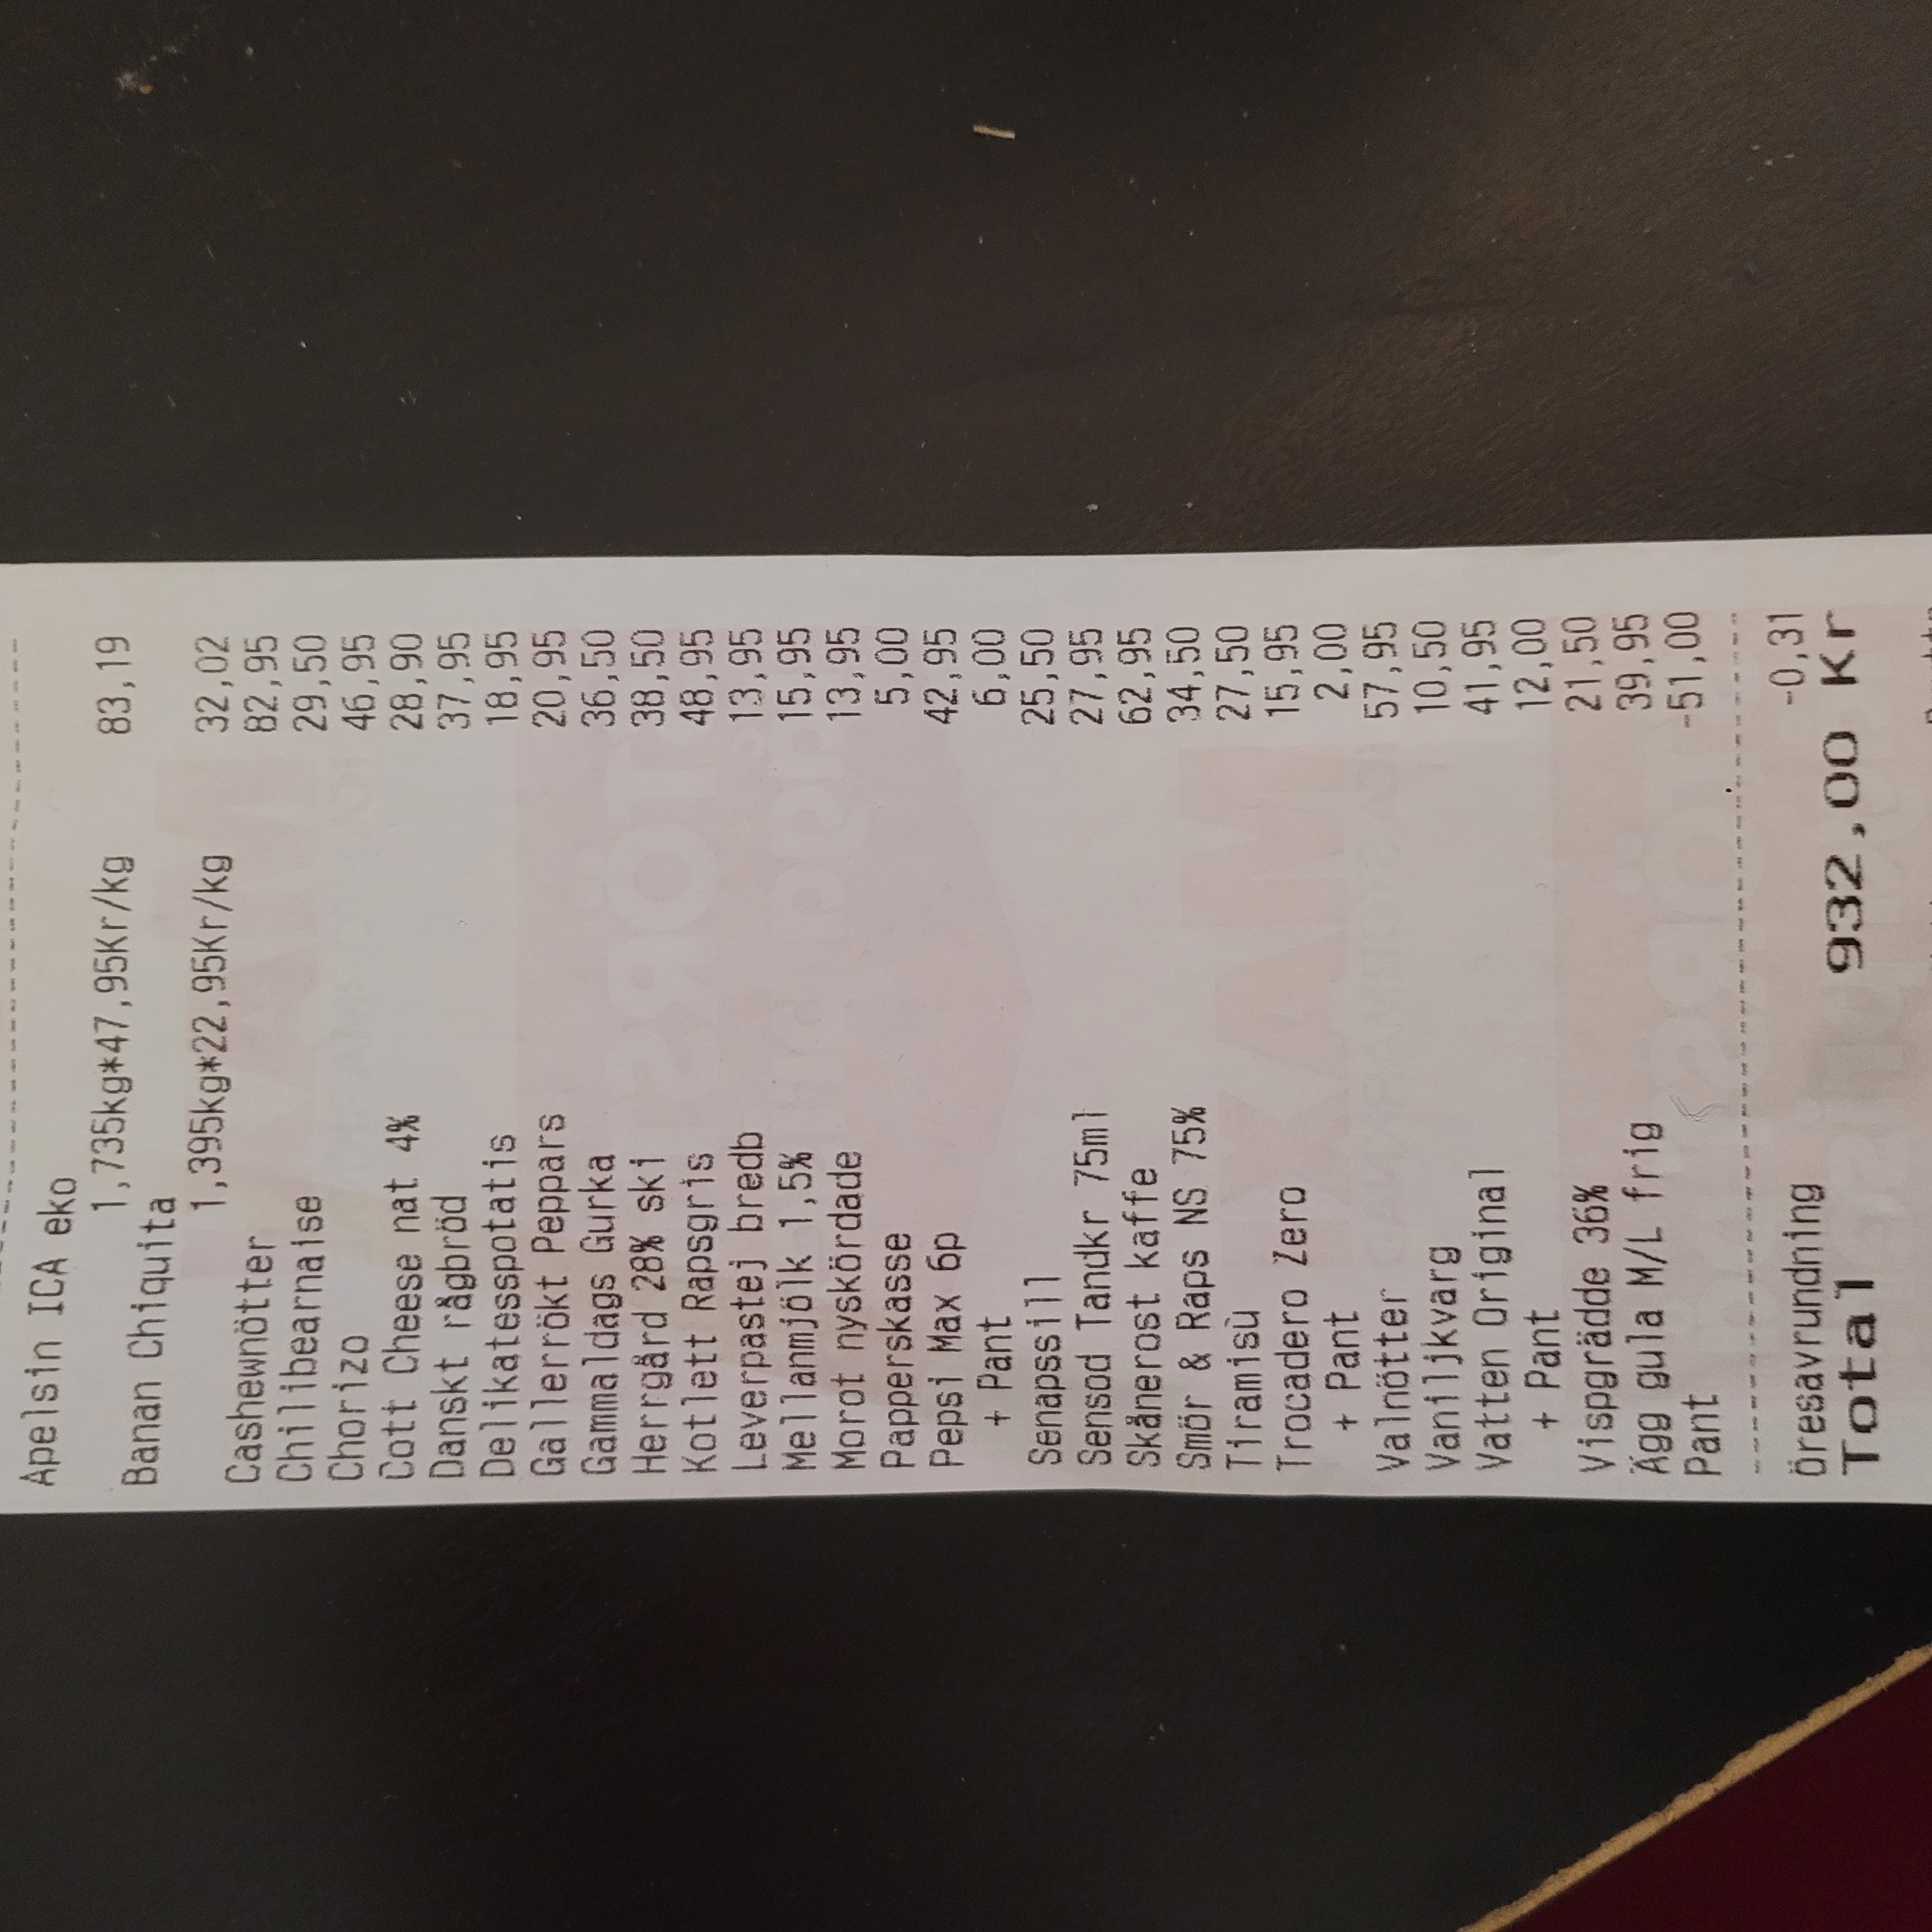 Apelsin ICA eko
1,735kg*47,95Kr/kg 83,19
Banan Chiquita
1,395kg*22,95Kr/kg 32,02
Cashewnötter 82,95
Chilibearnaise 29,50
Chorizo 46,95
Cott Cheese nat 4% 28,90
Danskt rågbröd 37,95
Delikatesspotatis 18,95
Gallerrökt Peppars 20,95
Gammaldags Gurka 36,50
Herrgård 28% ski 38,50
Kotlett Rapsgris 48,95
Leverpastej bredb 13,95
Mellanmjölk 1,5% 15,95
Morot nyskördade 13,95
Papperskasse 5,00
Pepsi Max 6p 42,95
+ Pant 6,00
Senapssill 25,50
Sensod Tandkr 75ml 27,95
Skånerost kaffe 62,95
Smör & Raps NS 75% 34,50
Tiramisù 27,50
Trocadero Zero 15,95
+ Pant 2,00
Valnötter 57,95
Vaniljkvarg 10,50
Vatten Original 41,95
+ Pant 12,00
Vispgrädde 36% 21,50
Ägg gula M/L frig 39,95
Pant -51,00
Öresavrundning -0,31
Total 932,00 Kr